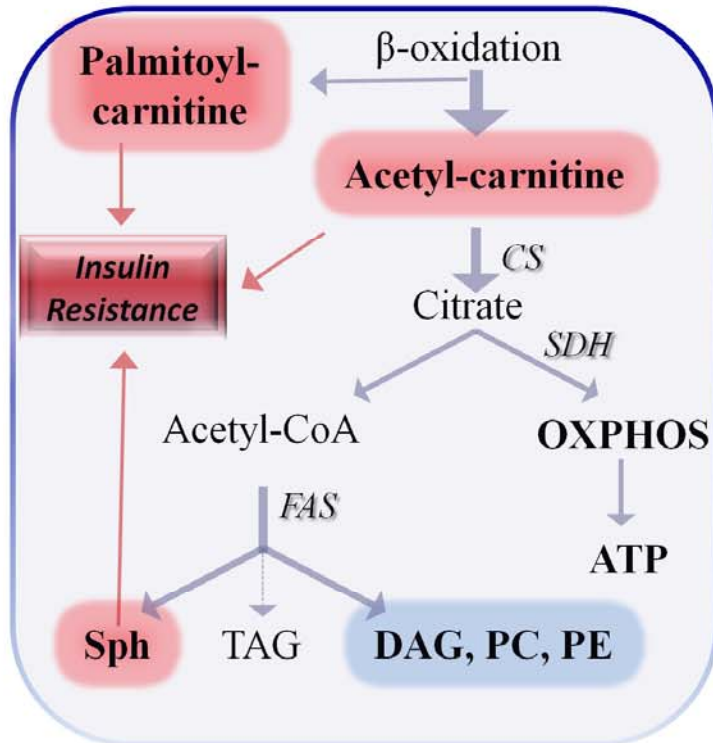 β-oxidation
Palmitoyl-
carnitine
Acetyl-carnitine
Insulin
Resistance
CS
Citrate
SDH
Acetyl-CoA
OXPHOS
FAS
ATP
Sph
TAG
DAG, PC, PE